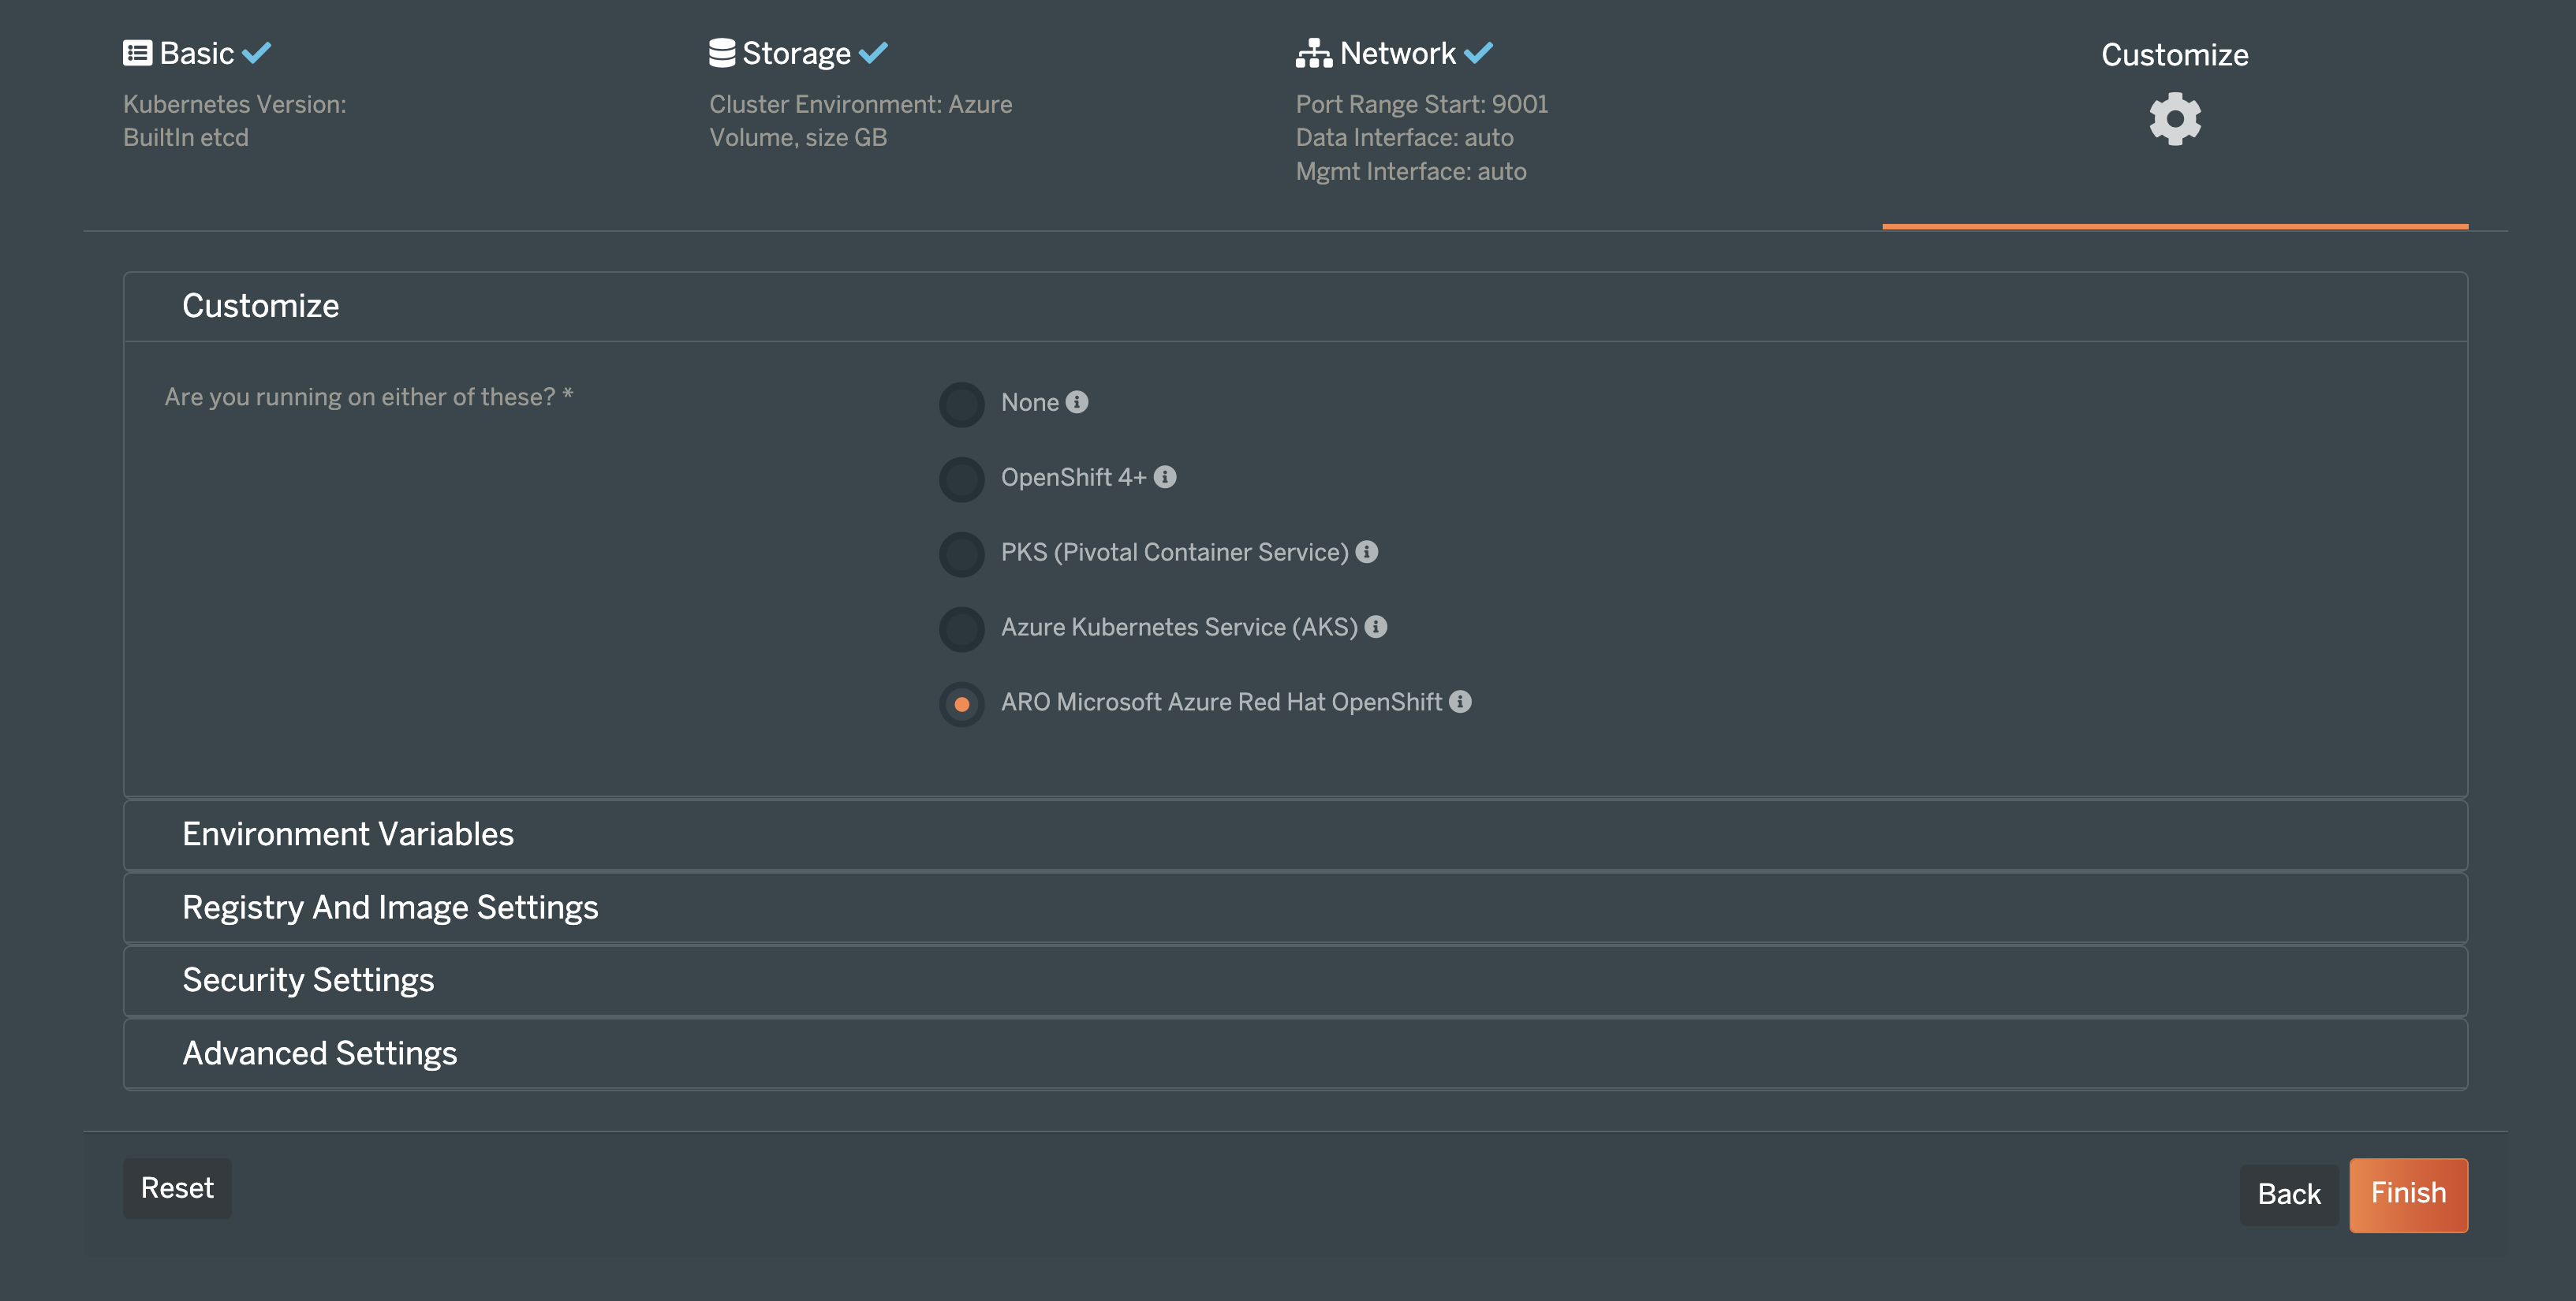 Basic
Kubernetes Version:
BuiltIn etcd
Storage
Cluster Environment: Azure
Volume, size GB
Network
Port Range Start: 9001
Data Interface: auto
Mgmt Interface: auto
Customize
Customize
Are you running on either of these? *
None
OpenShift 4+
PKS (Pivotal Container Service)
Azure Kubernetes Service (AKS)
ARO Microsoft Azure Red Hat OpenShift
Environment Variables
Registry And Image Settings
Security Settings
Advanced Settings
Reset
Back
Finish